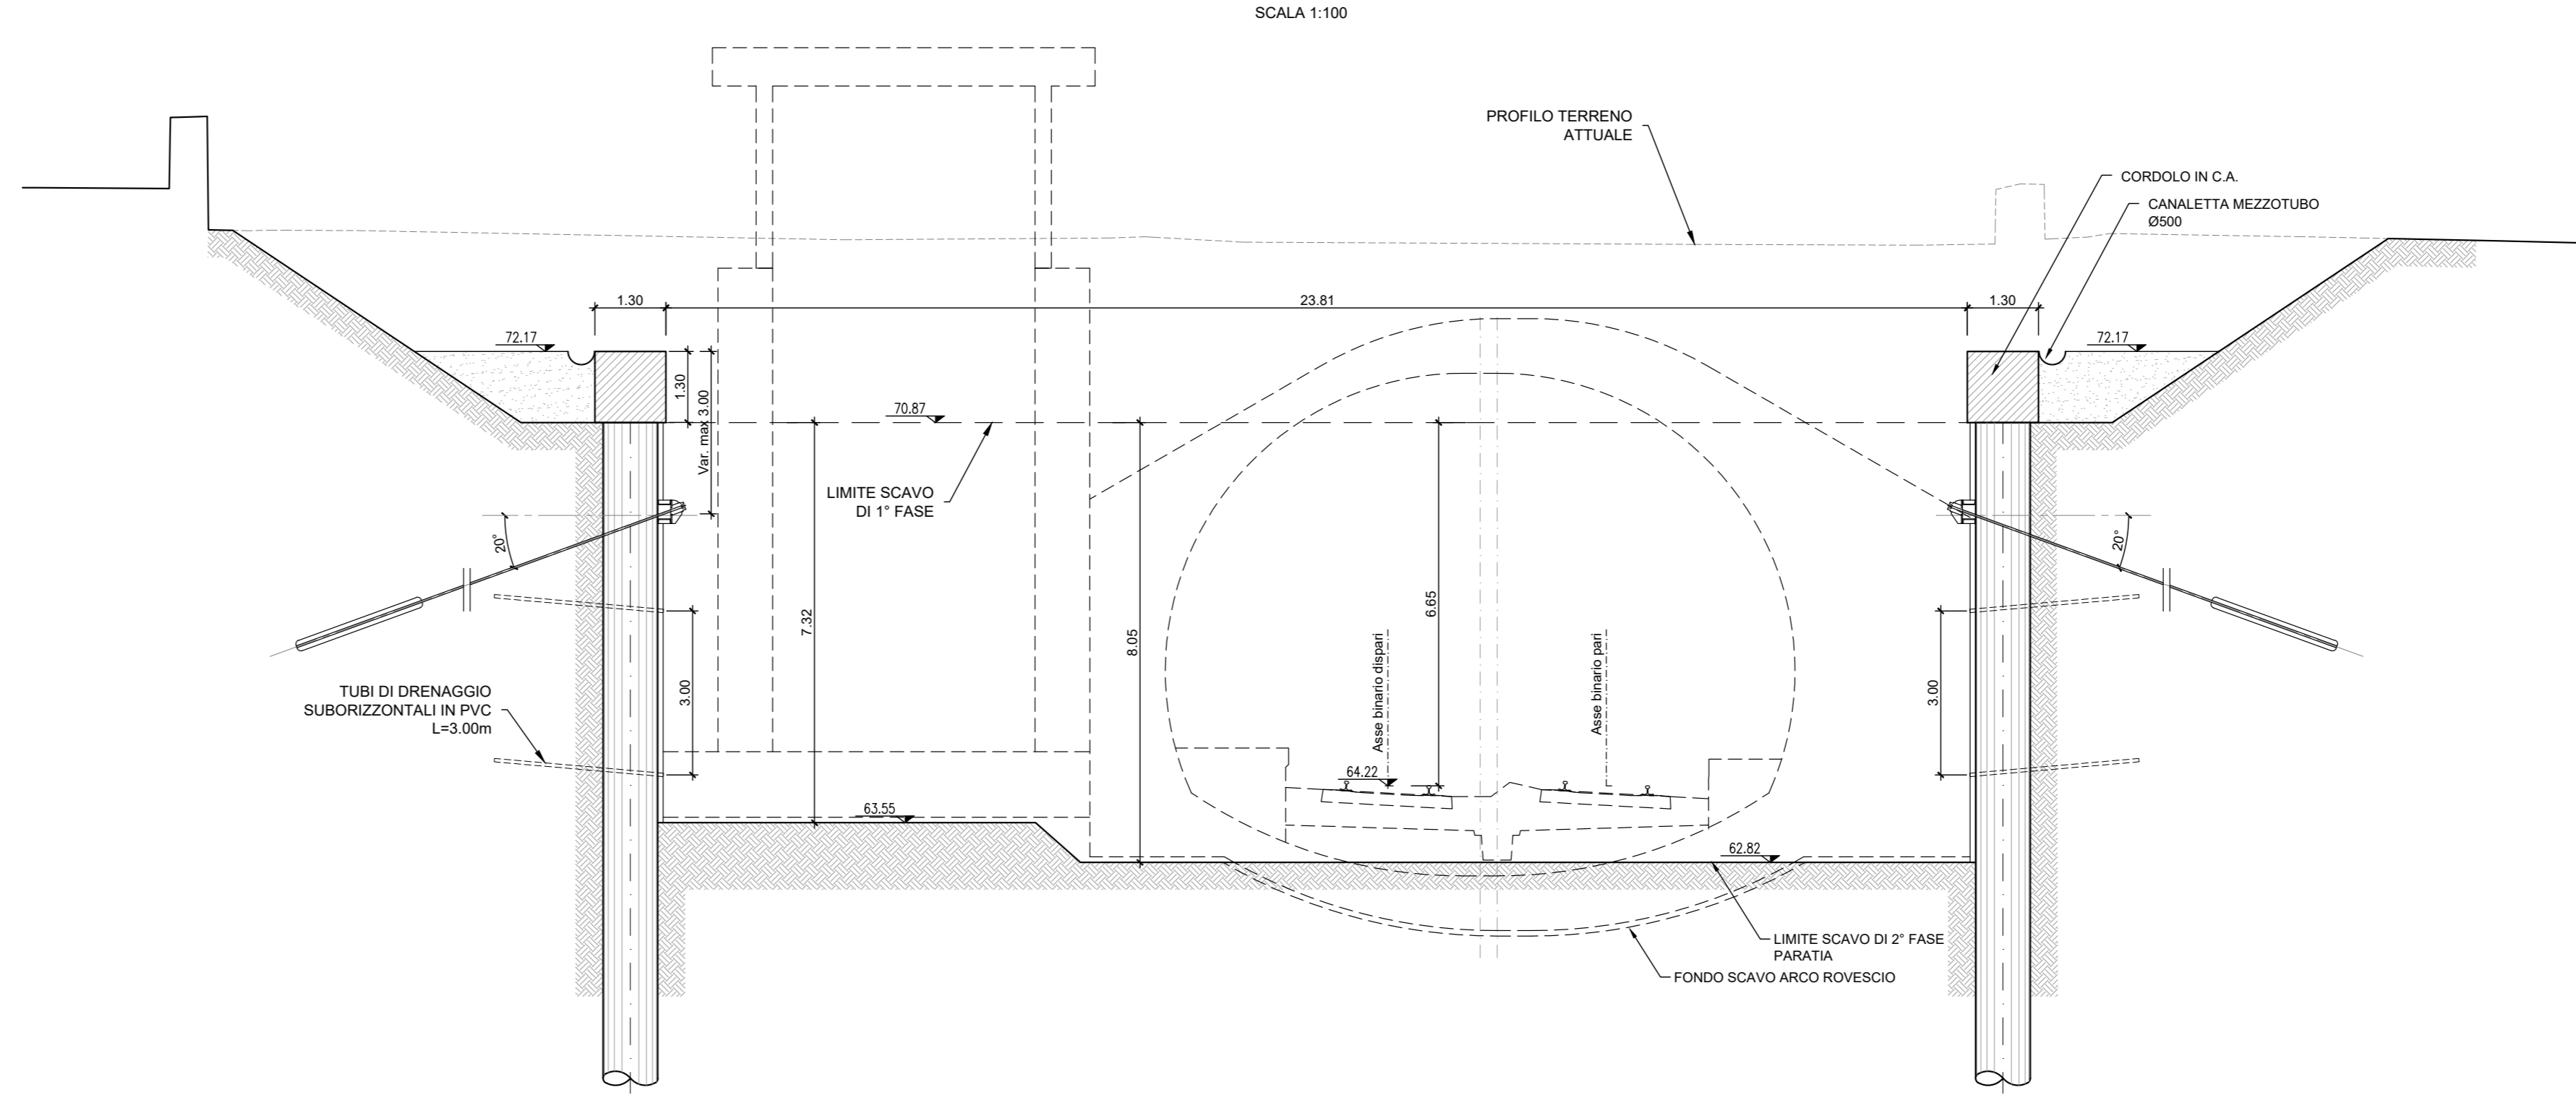 SCALA 1:100
PROFILO TERRENO
ATTUALE
CORDOLO IN C.A.
CANALETTA MEZZOTUBO
Ø500
1.30
23.81
1.30
72.17
72.17
1.30
Var. max 3.00
70.87
LIMITE SCAVO
DI 1° FASE
20°
20°
7.32
8.05
6.65
Asse binario dispari
Asse binario pari
3.00
3.00
TUBI DI DRENAGGIO
SUBORIZZONTALI IN PVC
L=3.00m
64.22
63.55
62.82
LIMITE SCAVO DI 2° FASE
PARATIA
FONDO SCAVO ARCO ROVESCIO